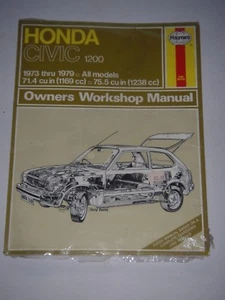 HONDA
CIVIC 1200
Haynes
1973 thru 1979 □ All models
71.4 cu in (1169 cc) □ 75.5 cu in (1238 cc)
Owners Workshop Manual